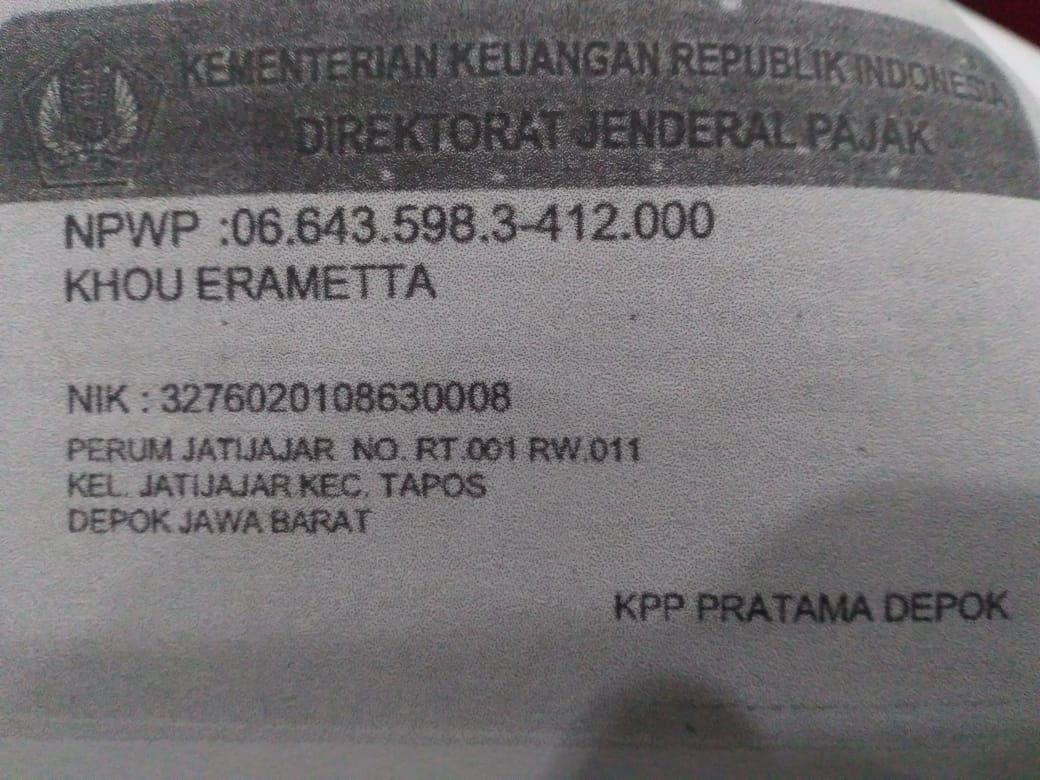 KEMENTERIAN KEUANGAN REPUBLIK INDONESIA
DIREKTORAT JENDERAL PAJAK
NPWP :06.643.598.3-412.000
KHOU ERAMETTA
NIK : 3276020108630008
PERUM JATIJAJAR NO. RT.001 RW.011
KEL. JATIJAJAR KEC. TAPOS
DEPOK JAWA BARAT
KPP PRATAMA DEPOK